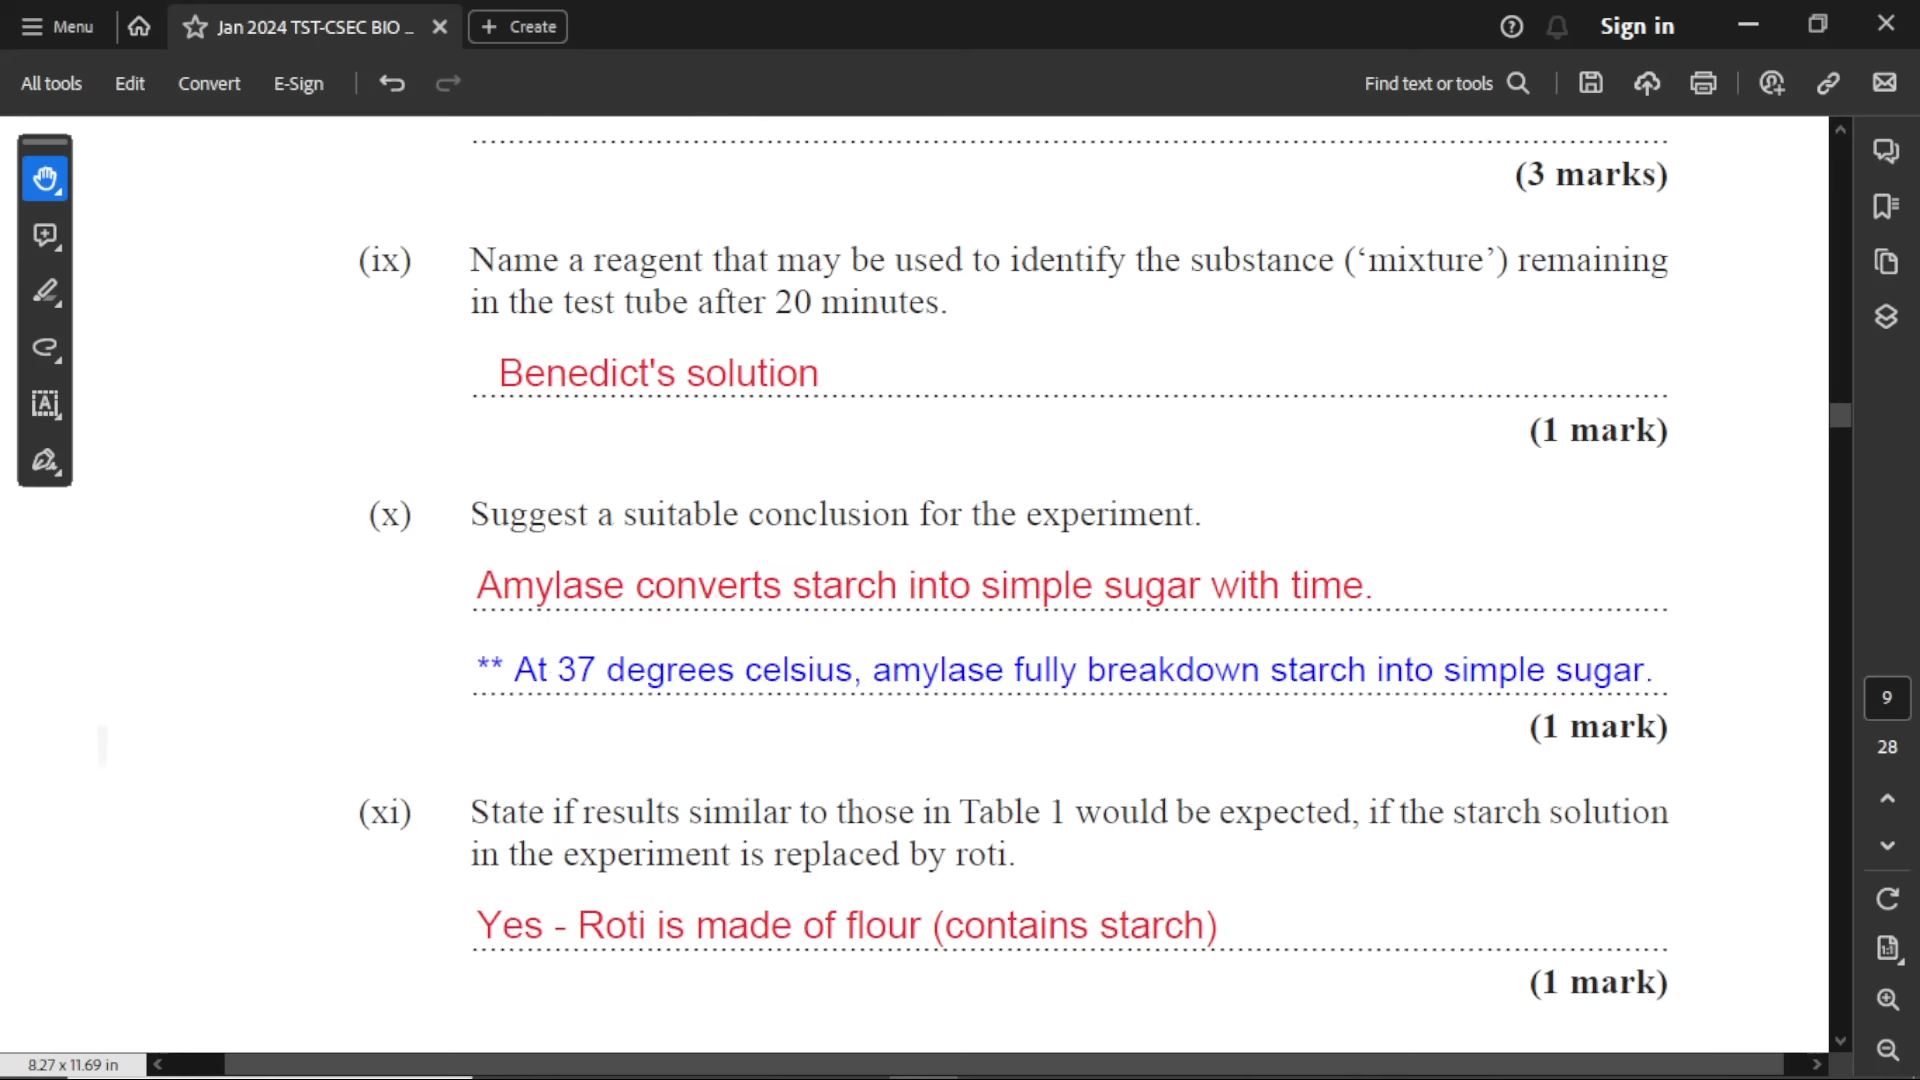 Menu
Jan 2024 TST-CSEC BIO _
Create
Sign in
All tools
Edit
Convert
E-Sign
Find text or tools
(3 marks)
(ix) Name a reagent that may be used to identify the substance (‘mixture’) remaining
in the test tube after 20 minutes.
Benedict's solution
(1 mark)
(x) Suggest a suitable conclusion for the experiment.
Amylase converts starch into simple sugar with time.
** At 37 degrees celsius, amylase fully breakdown starch into simple sugar.
(1 mark)
(xi) State if results similar to those in Table 1 would be expected, if the starch solution
in the experiment is replaced by roti.
Yes - Roti is made of flour (contains starch)
(1 mark)
9
28
8.27 x 11.69 in